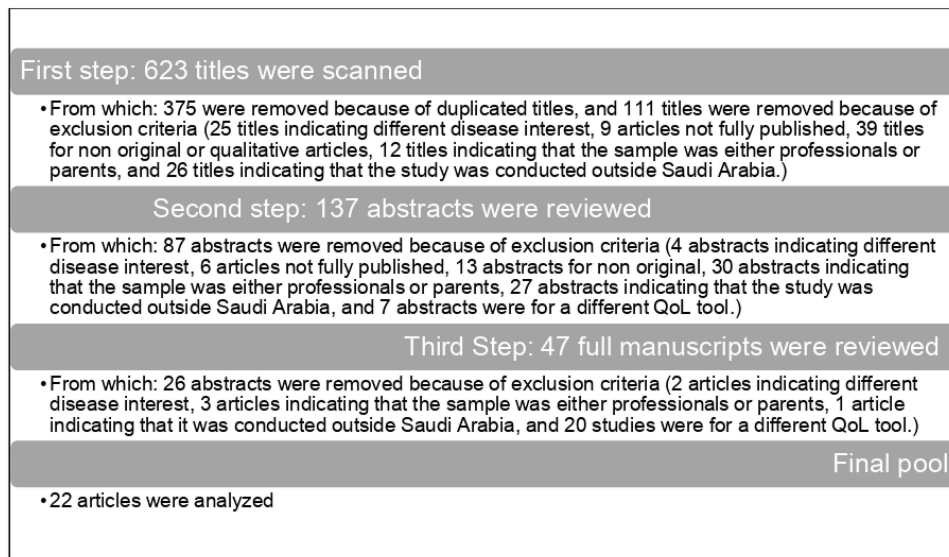 First step: 623 titles were scanned
•From which: 375 were removed because of duplicated titles, and 111 titles were removed because of
exclusion criteria (25 titles indicating different disease interest, 9 articles not fully published, 39 titles
for non original or qualitative articles, 12 titles indicating that the sample was either professionals or
parents, and 26 titles indicating that the study was conducted outside Saudi Arabia.)
Second step: 137 abstracts were reviewed
•From which: 87 abstracts were removed because of exclusion criteria (4 abstracts indicating different
disease interest, 6 articles not fully published, 13 abstracts for non original, 30 abstracts indicating
that the sample was either professionals or parents, 27 abstracts indicating that the study was
conducted outside Saudi Arabia, and 7 abstracts were for a different QoL tool.)
Third Step: 47 full manuscripts were reviewed
•From which: 26 abstracts were removed because of exclusion criteria (2 articles indicating different
disease interest, 3 articles indicating that the sample was either professionals or parents, 1 article
indicating that it was conducted outside Saudi Arabia, and 20 studies were for a different QoL tool.)
Final pool
•22 articles were analyzed